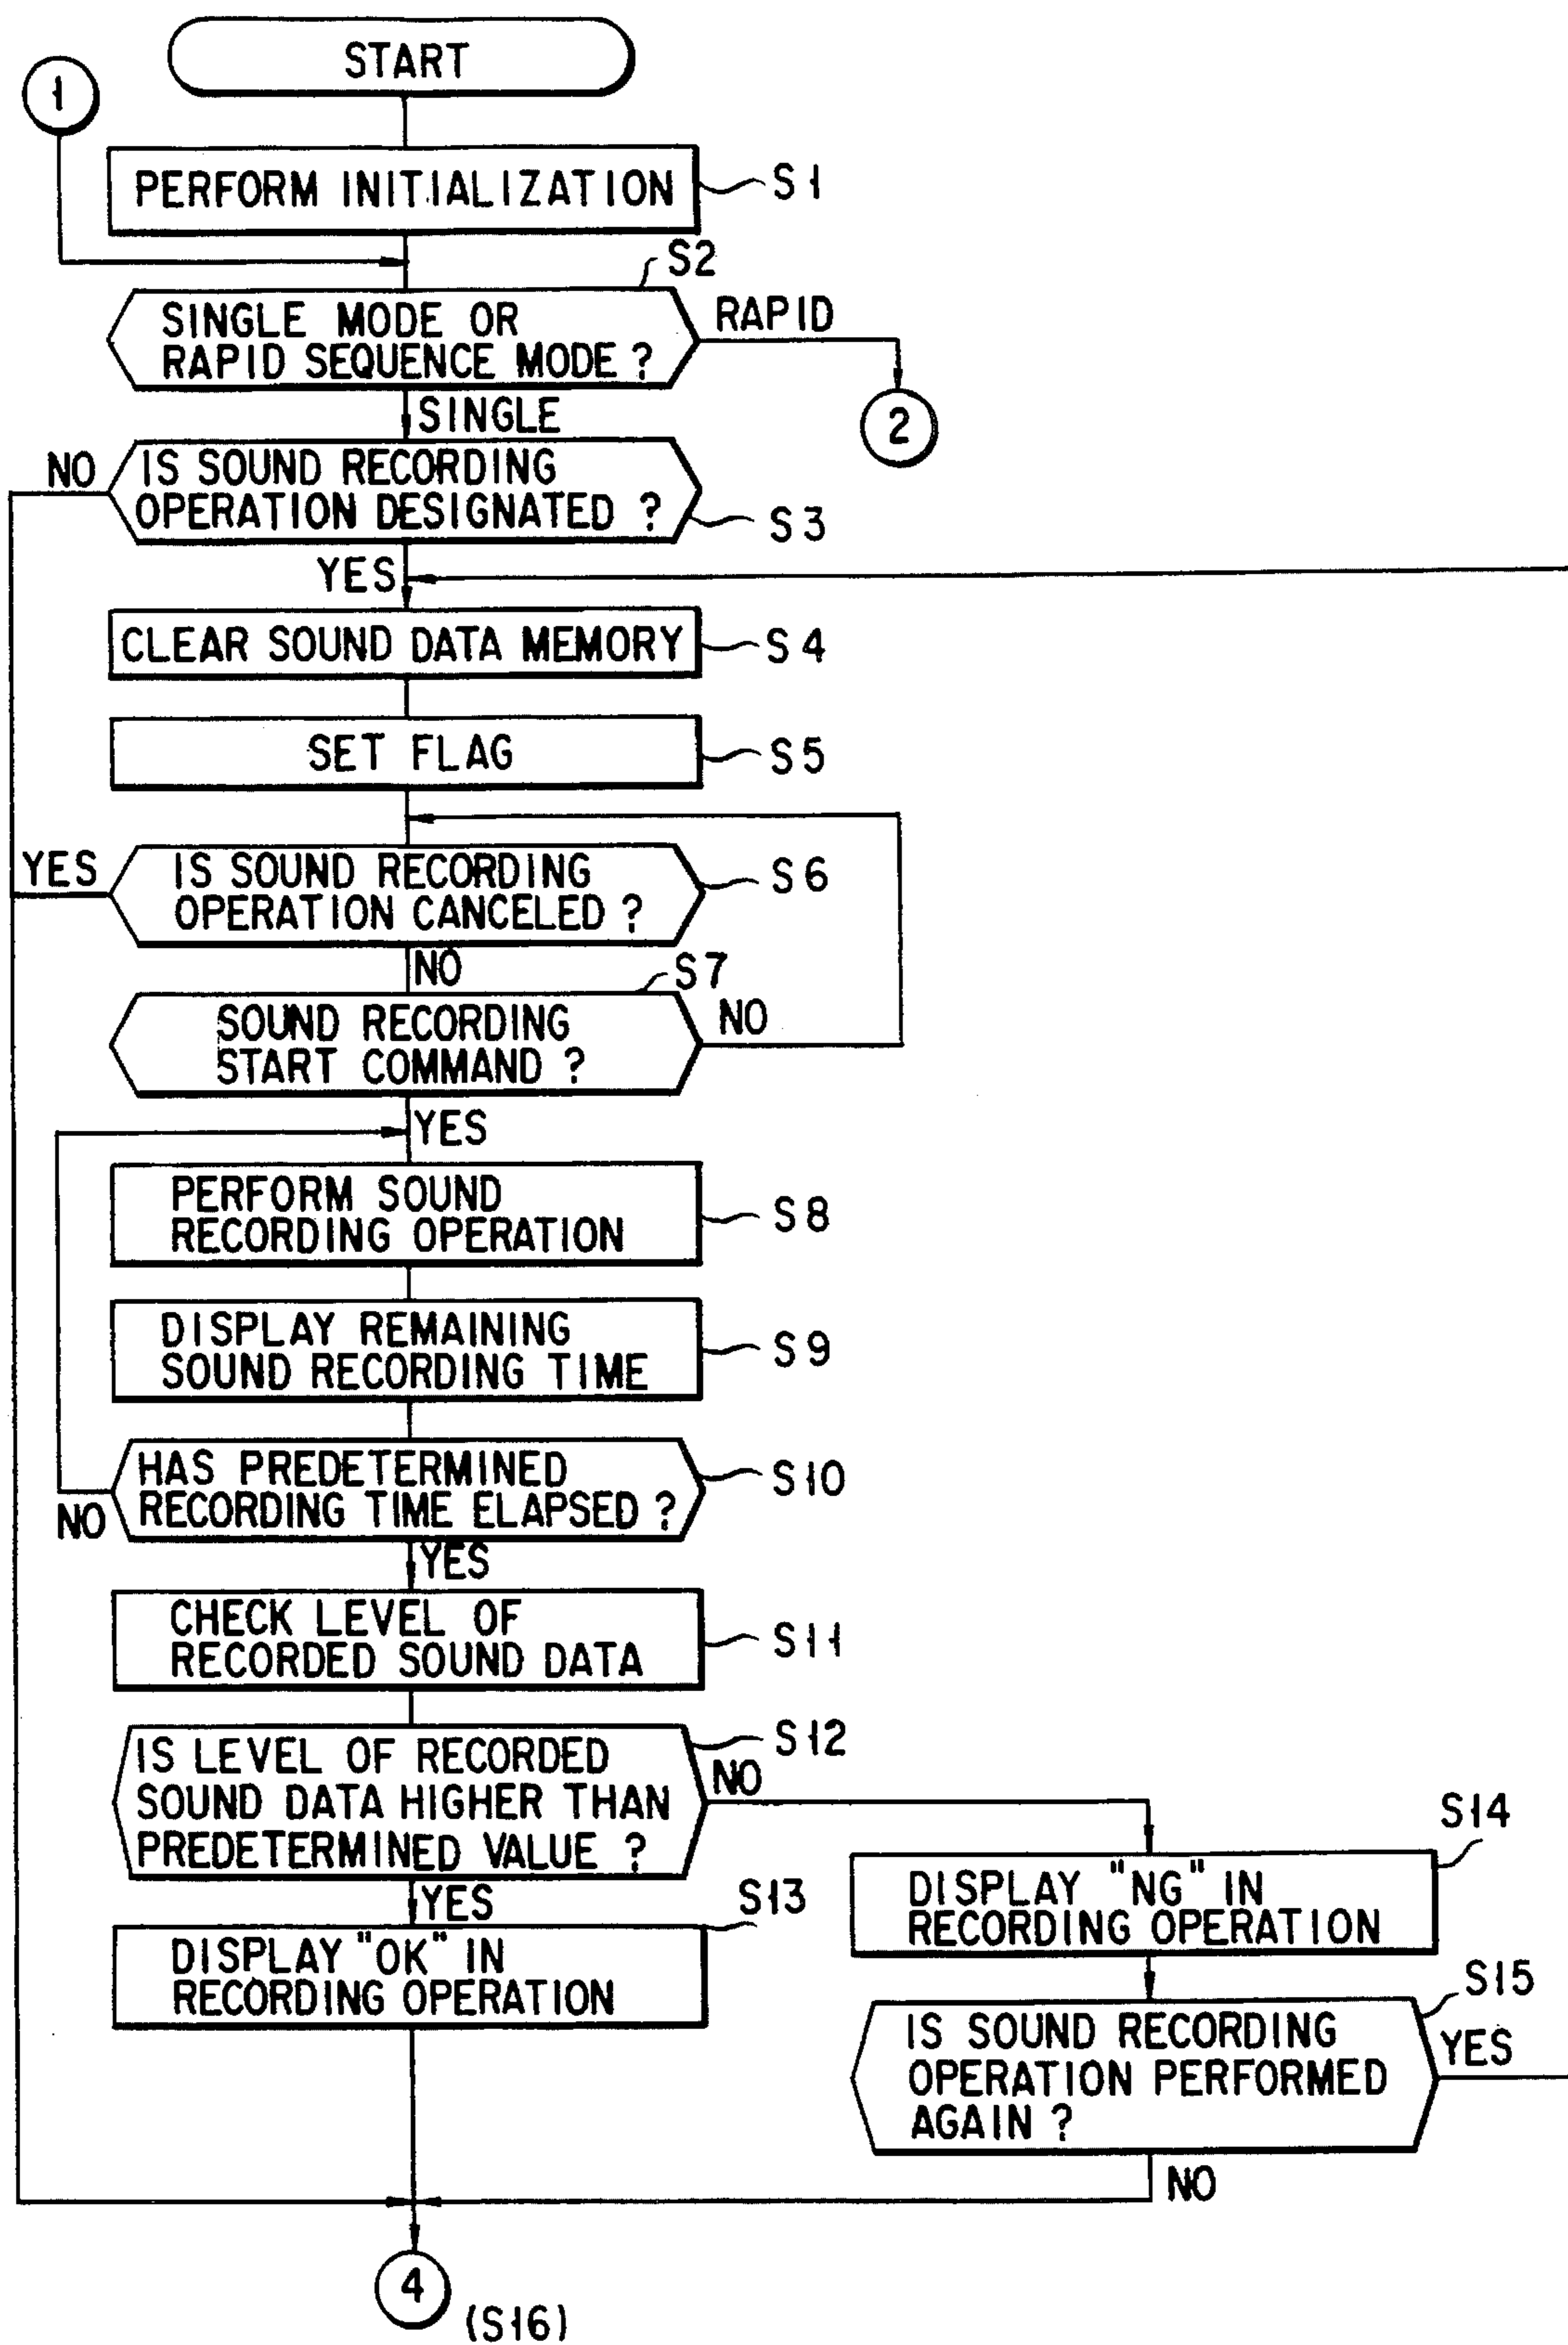 START
1
PERFORM INITIALIZATION
S1
S2
SINGLE MODE OR
RAPID SEQUENCE MODE ?
RAPID
2
SINGLE
NO
IS SOUND RECORDING
OPERATION DESIGNATED ?
S3
YES
CLEAR SOUND DATA MEMORY
S4
SET FLAG
S5
YES
IS SOUND RECORDING
OPERATION CANCELED ?
S6
NO
S7
SOUND RECORDING
START COMMAND ?
NO
YES
PERFORM SOUND
RECORDING OPERATION
S8
DISPLAY REMAINING
SOUND RECORDING TIME
S9
HAS PREDETERMINED
RECORDING TIME ELAPSED ?
S10
NO
YES
CHECK LEVEL OF
RECORDED SOUND DATA
S11
IS LEVEL OF RECORDED
SOUND DATA HIGHER THAN
PREDETERMINED VALUE ?
S12
NO
YES
S13
DISPLAY "OK" IN
RECORDING OPERATION
S14
DISPLAY "NG" IN
RECORDING OPERATION
S15
IS SOUND RECORDING
OPERATION PERFORMED
AGAIN ?
YES
NO
4
(S16)